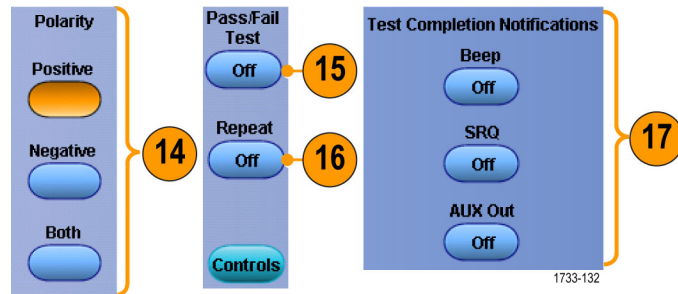 Polarity
Positive
Negative
Both
14
Pass/Fail
Test
Off
15
Repeat
Off
16
Controls
Test Completion Notifications
Beep
Off
SRQ
Off
AUX Out
Off
17
1733-132